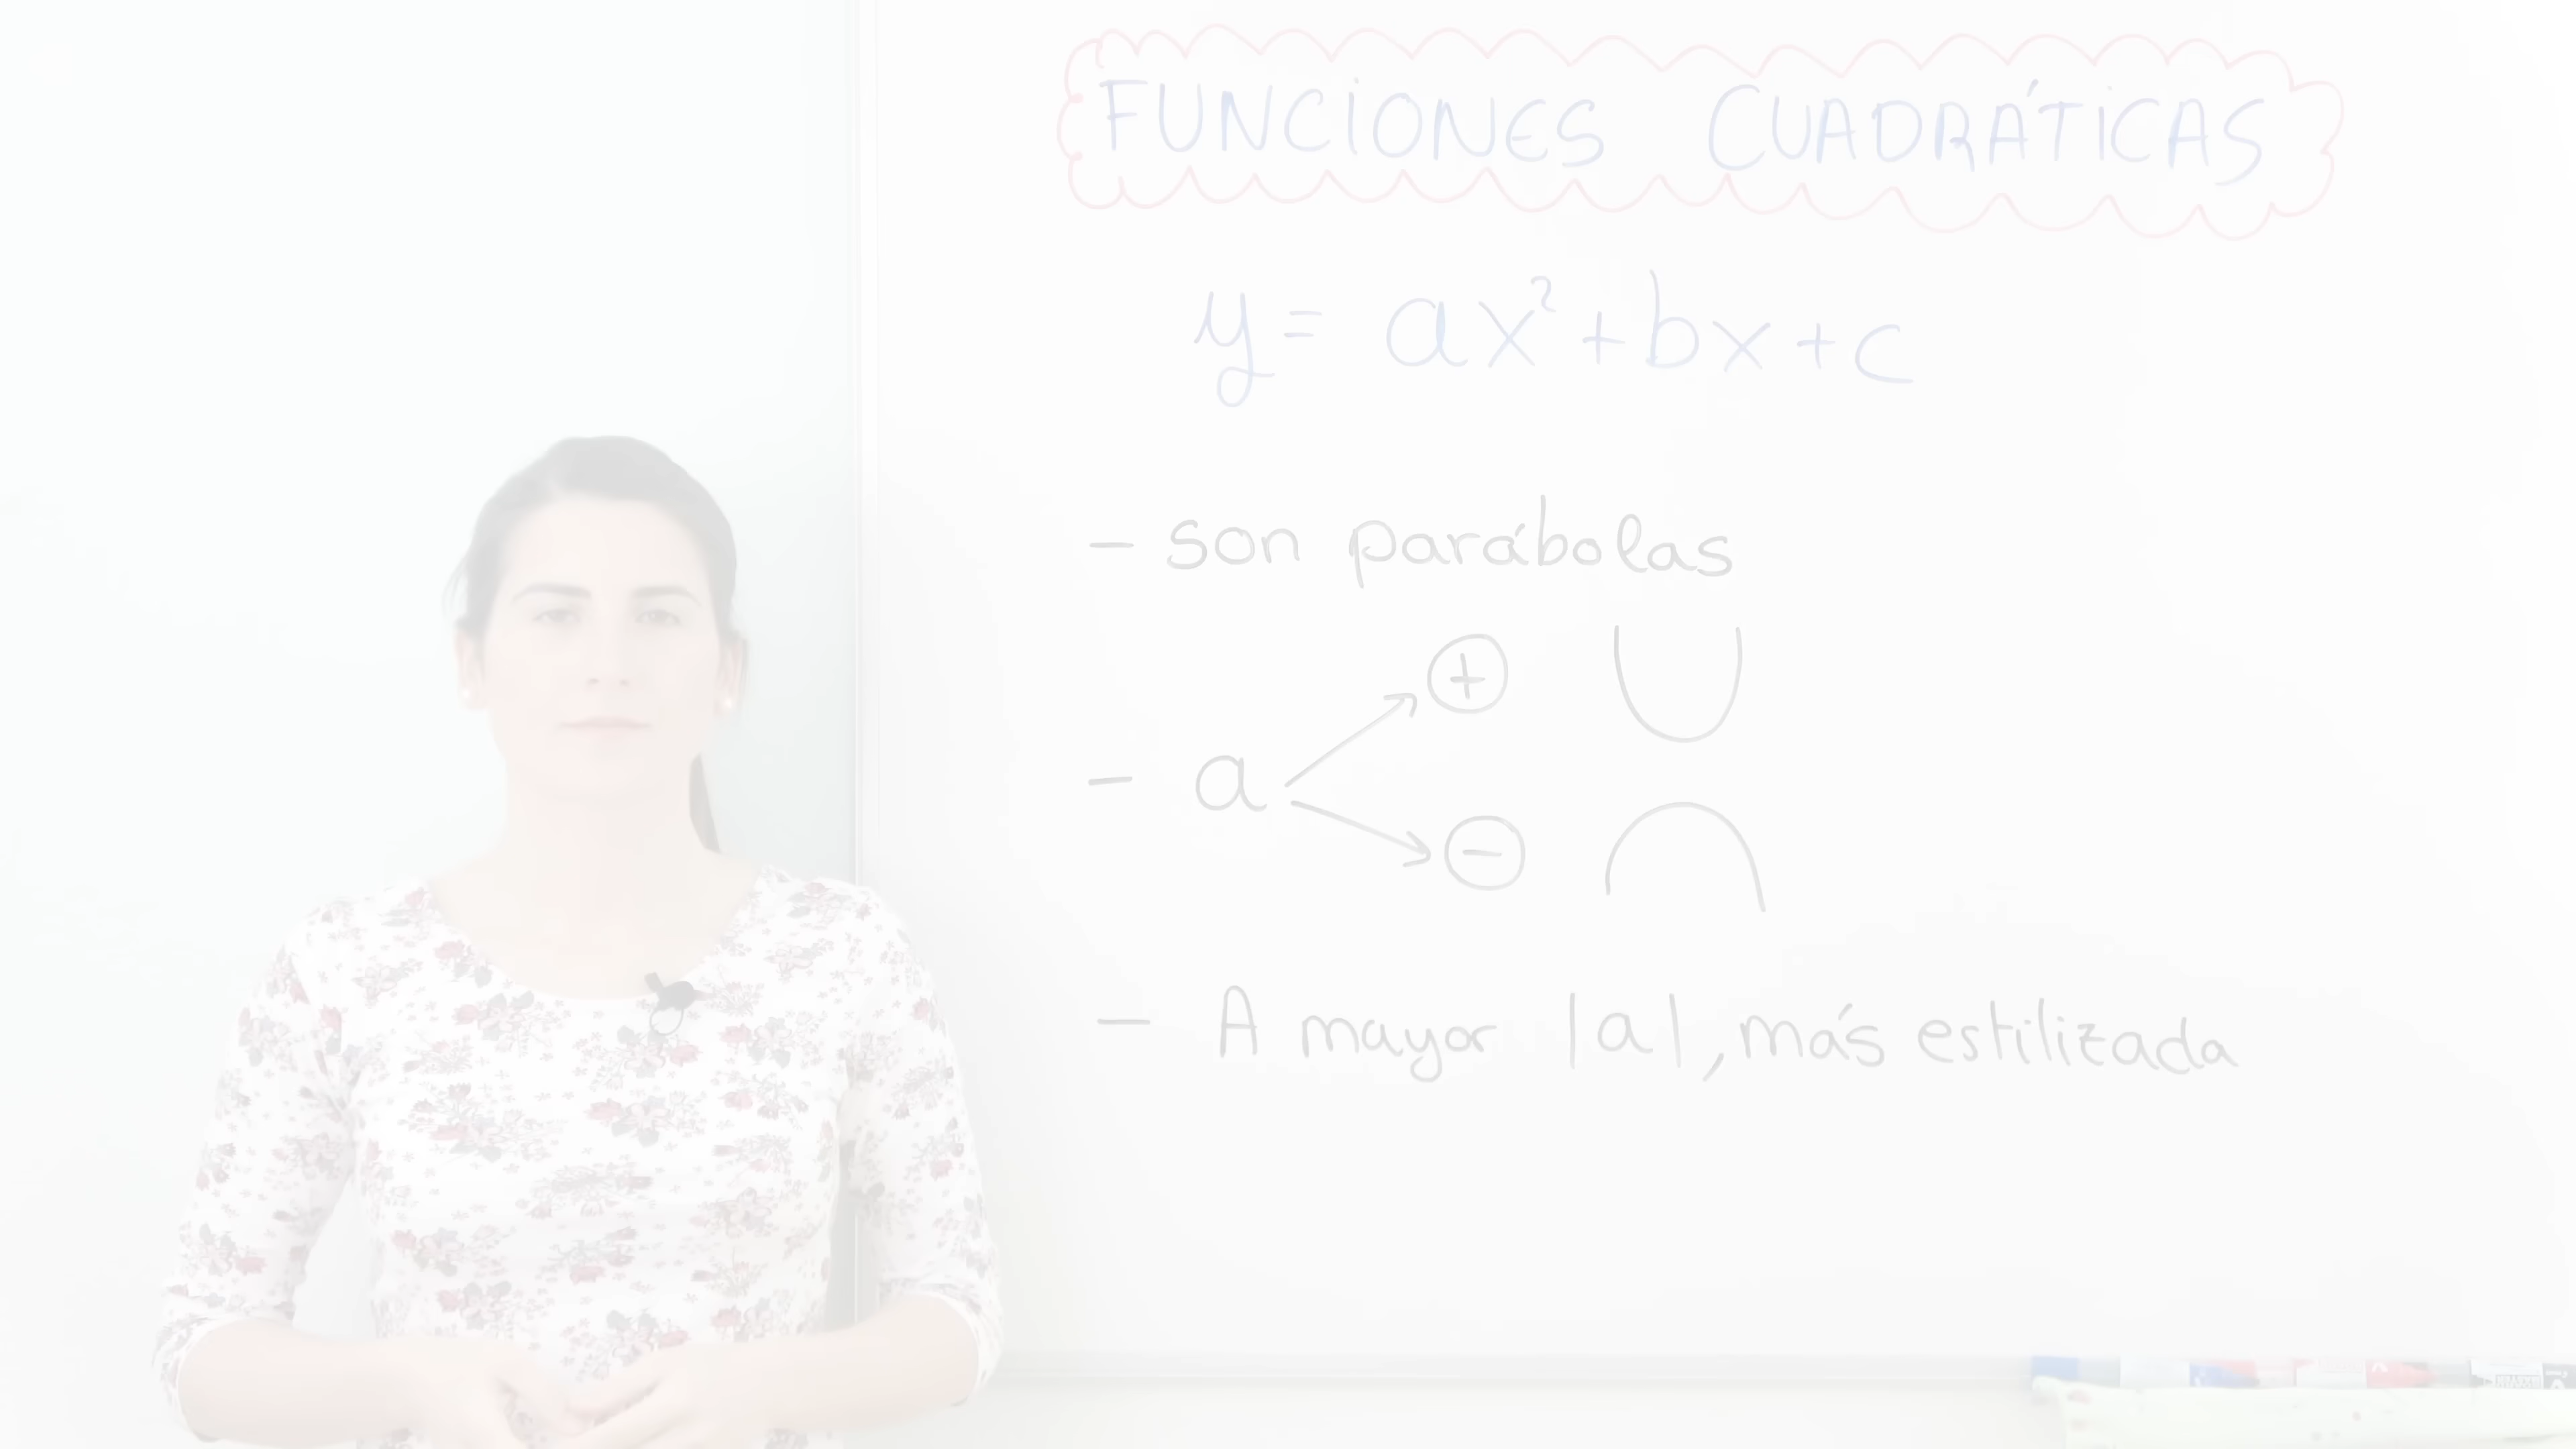 FUNCIONES CUADRÁTICAS
y = ax² + bx + c
- son parábolas
+
- a
-
- A mayor |a|, más estilizada